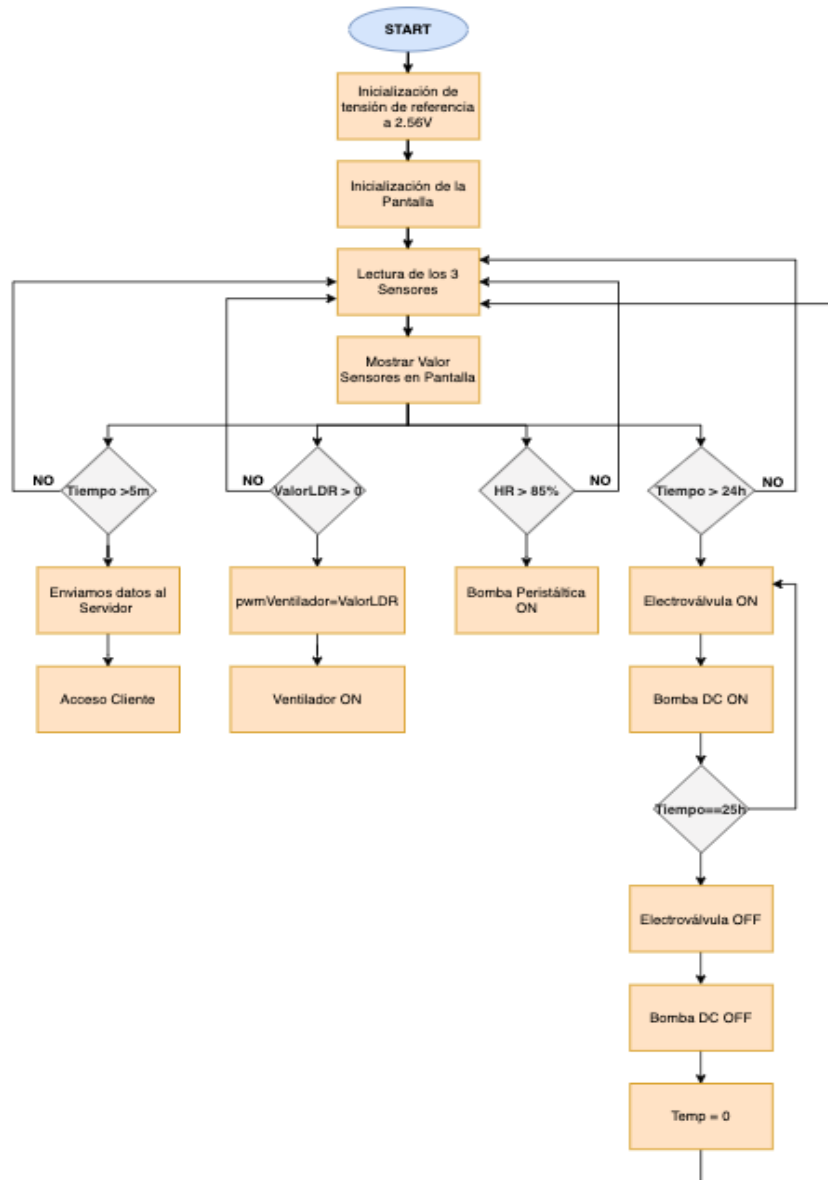 START
Inicialización de
tensión de referencia
a 2.56V
Inicialización de la
Pantalla
Lectura de los 3
Sensores
Mostrar Valor
Sensores en Pantalla
NO
Tiempo >5m
NO
ValorLDR > 0
HR > 85%
NO
Tiempo > 24h
NO
Enviamos datos al
Servidor
pwmVentilador=ValorLDR
Bomba Peristáltica
ON
Electroválvula ON
Acceso Cliente
Ventilador ON
Bomba DC ON
Tiempo==25h
Electroválvula OFF
Bomba DC OFF
Temp = 0